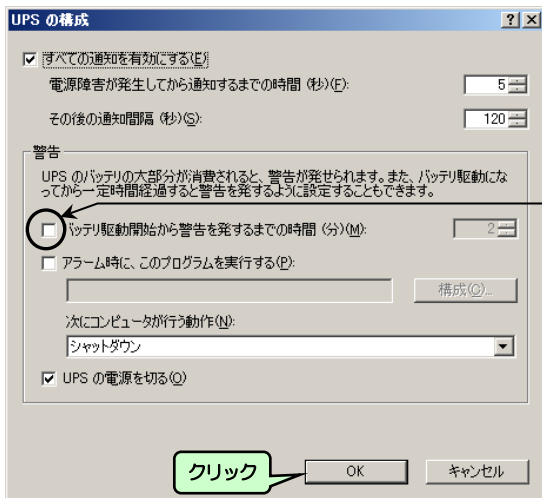 UPS の構成
すべての通知を有効にする(E)
電源障害が発生してから通知するまでの時間 (秒)(F):
5
その後の通知間隔 (秒)(S):
120
警告
UPS のバッテリの大部分が消費されると、警告が発せられます。また、バッテリ駆動にな
ってから一定時間経過すると警告を発するように設定することもできます。
バッテリ駆動開始から警告を発するまでの時間 (分)(M):
2
アラーム時に、このプログラムを実行する(P):
構成(C)...
次にコンピュータが行う動作(N):
シャットダウン
UPS の電源を切る(O)
クリック
OK
キャンセル